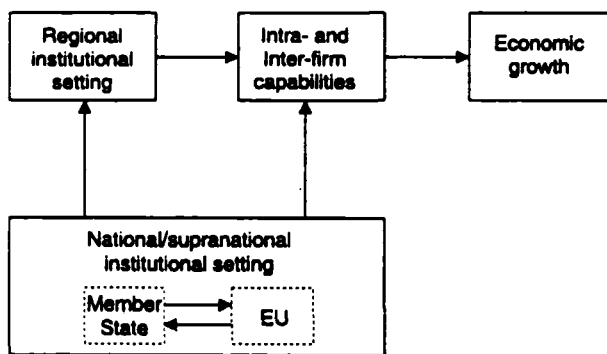 Regional
institutional
setting
Intra- and
Inter-firm
capabilities
Economic
growth
National/supranational
institutional setting
Member
State
EU